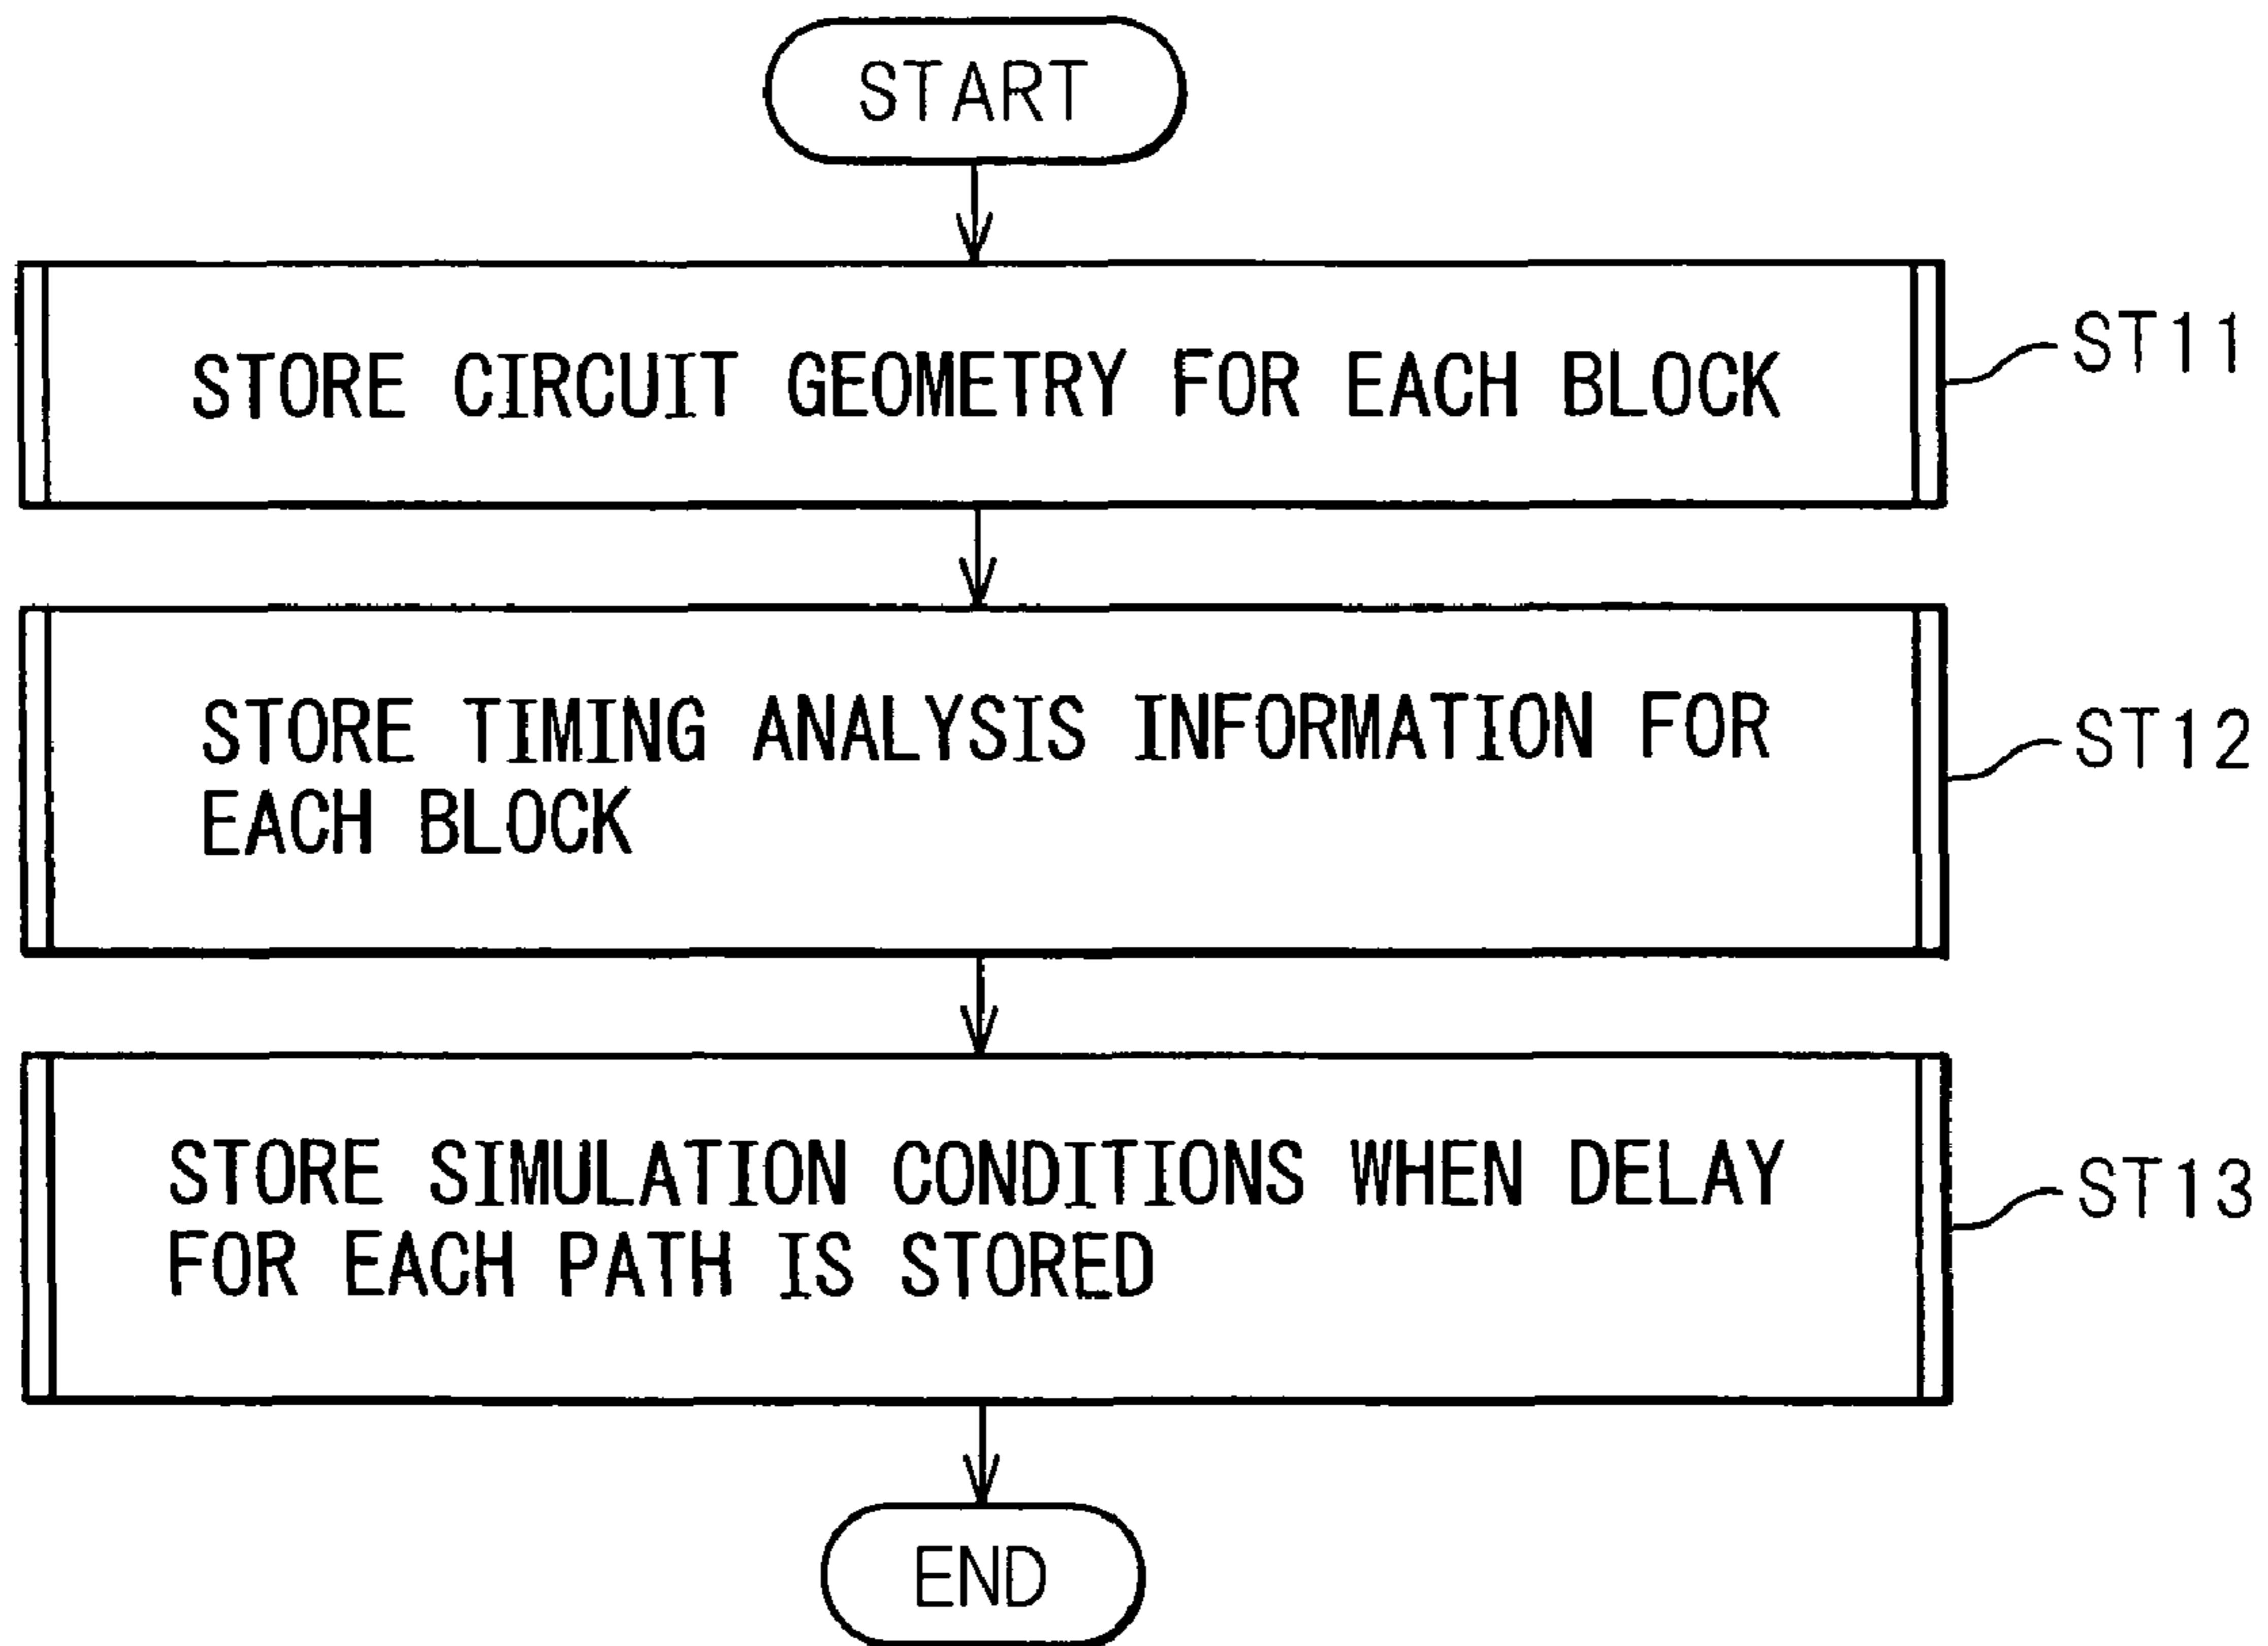 START
STORE CIRCUIT GEOMETRY FOR EACH BLOCK
ST11
STORE TIMING ANALYSIS INFORMATION FOR
EACH BLOCK
ST12
STORE SIMULATION CONDITIONS WHEN DELAY
FOR EACH PATH IS STORED
ST13
END